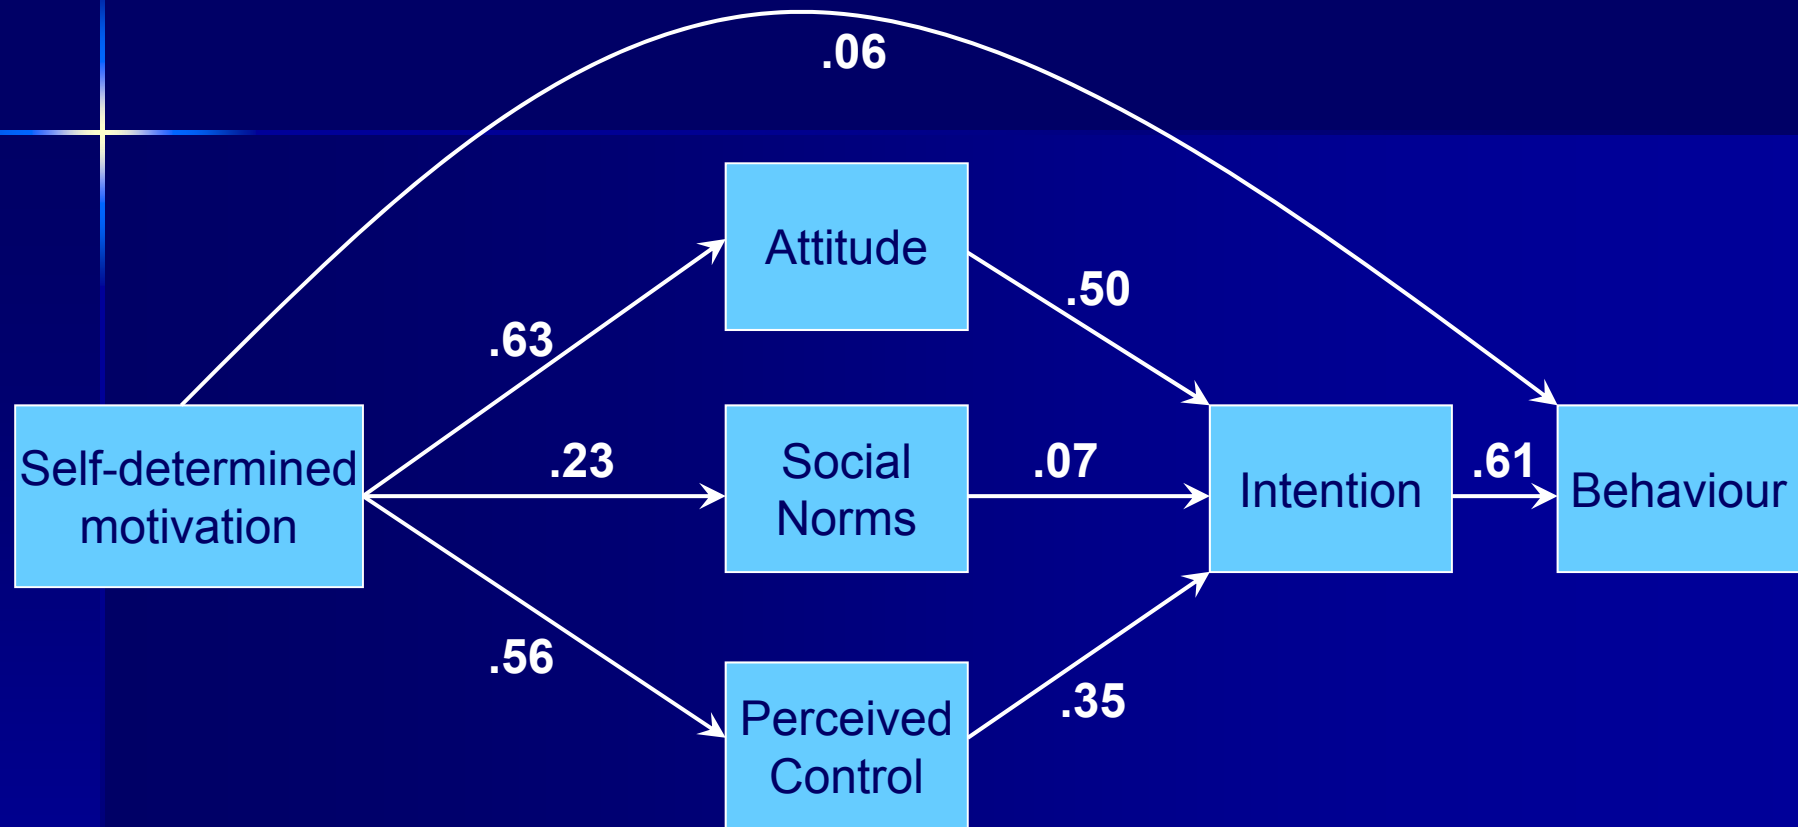 .06
Attitude
.50
.63
Self-determined
motivation
.23
Social
Norms
.07
Intention
.61
Behaviour
.56
Perceived
Control
.35